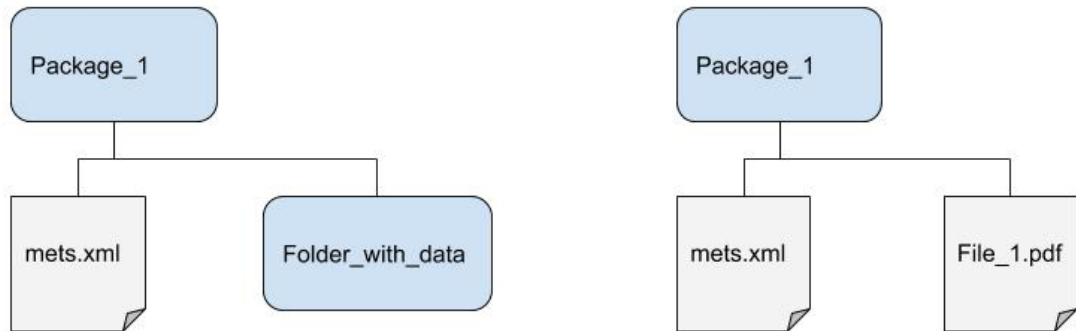 Package_1
Package_1
mets.xml
Folder_with_data
mets.xml
File_1.pdf